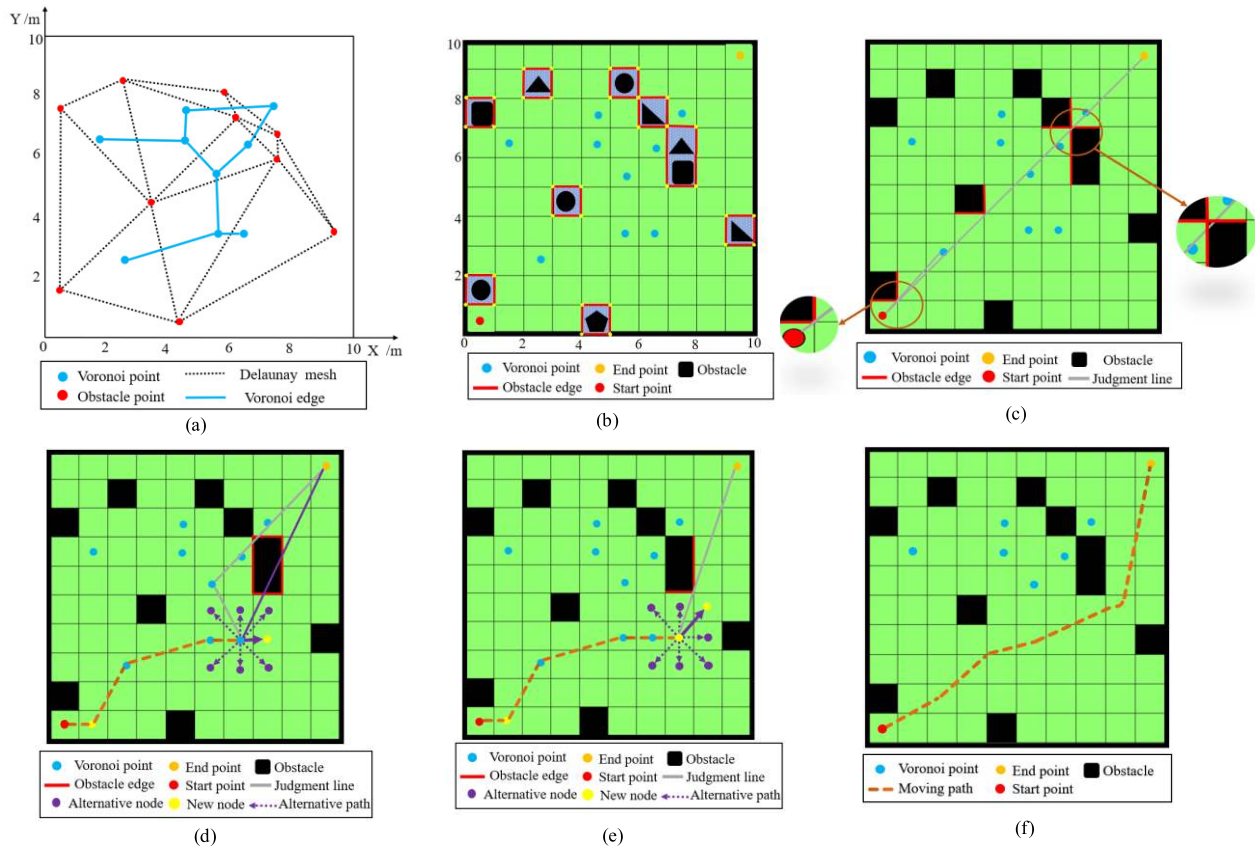 Y /m
10
8
6
4
2
0
2
4
6
8
10
X /m
Voronoi point
Delaunay mesh
Obstacle point
Voronoi edge
(a)
10
8
6
4
2
0
2
4
6
8
10
Voronoi point
End point
Obstacle
Obstacle edge
Start point
(b)
Voronoi point
End point
Obstacle
Obstacle edge
Start point
Judgment line
(c)
Voronoi point
End point
Obstacle
Obstacle edge
Start point
Judgment line
Alternative node
New node
Alternative path
(d)
Voronoi point
End point
Obstacle
Obstacle edge
Start point
Judgment line
Alternative node
New node
Alternative path
(e)
Voronoi point
End point
Obstacle
Moving path
Start point
(f)